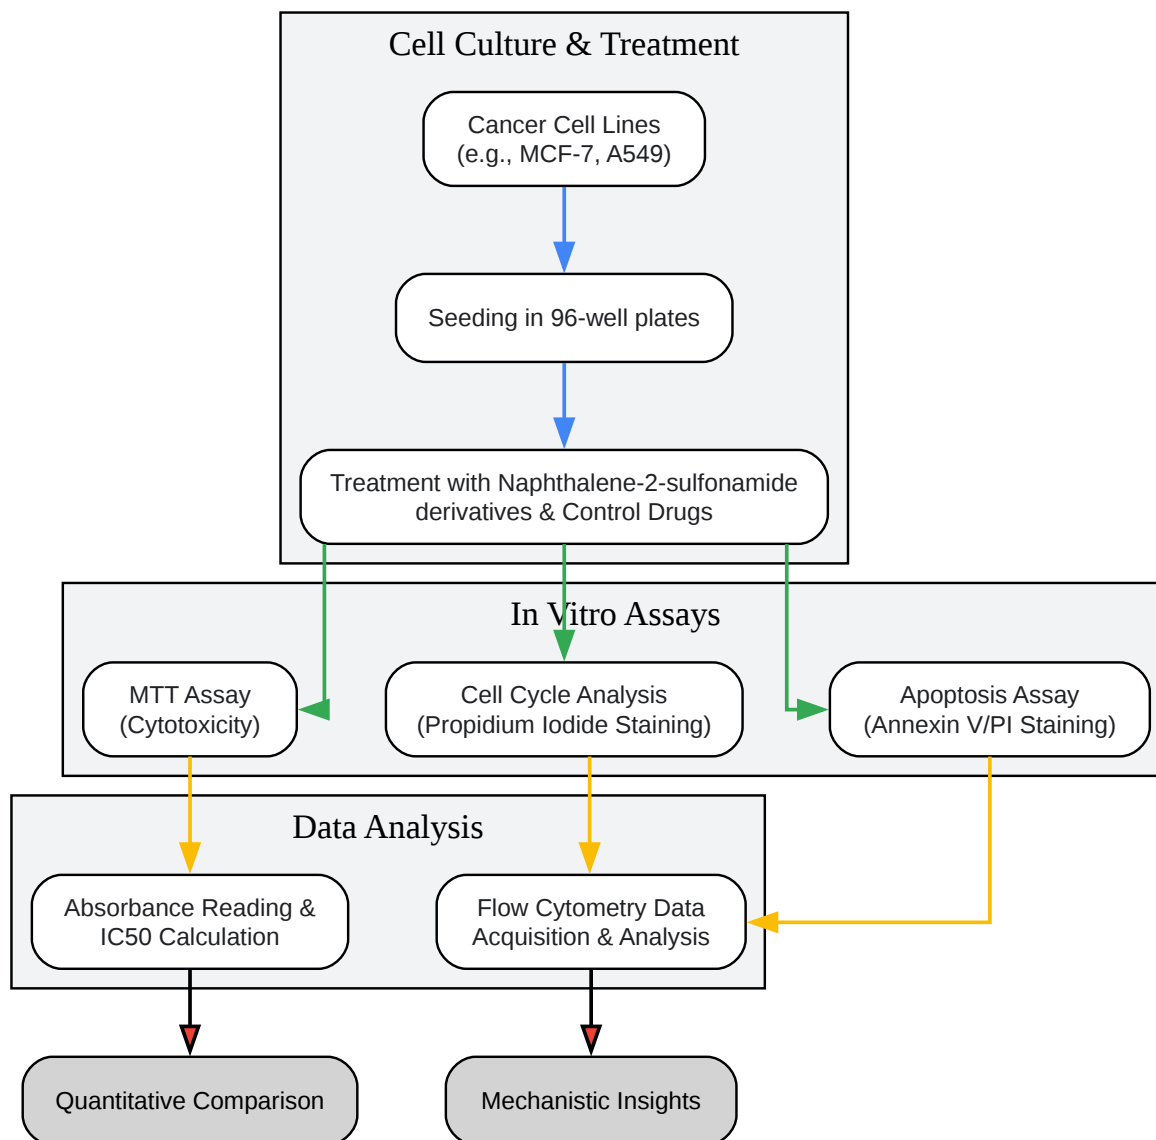 Cell Culture & Treatment
Cancer Cell Lines
(e.g., MCF-7, A549)
Seeding in 96-well plates
Treatment with Naphthalene-2-sulfonamide
derivatives & Control Drugs
In Vitro Assays
MTT Assay
(Cytotoxicity)
Cell Cycle Analysis
(Propidium Iodide Staining)
Apoptosis Assay
(Annexin V/PI Staining)
Data Analysis
Absorbance Reading &
IC50 Calculation
Flow Cytometry Data
Acquisition & Analysis
Quantitative Comparison
Mechanistic Insights